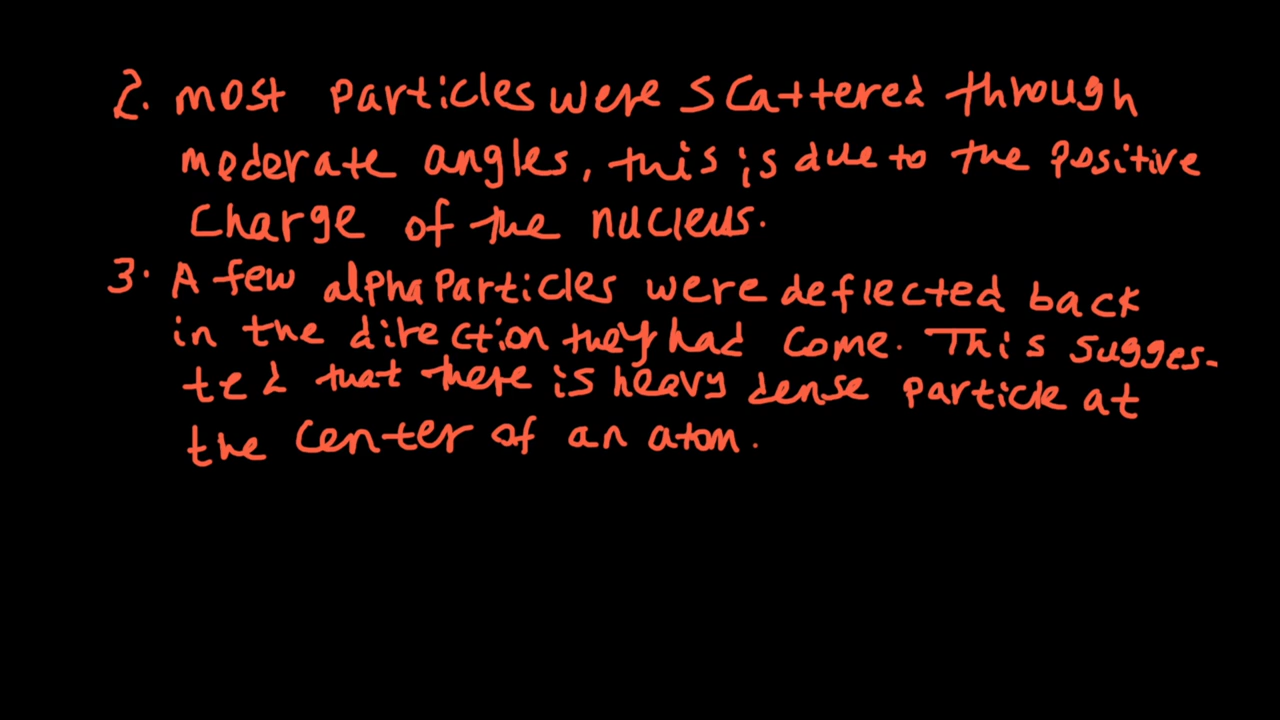 2. most particles were scattered through
moderate angles, this is due to the positive
charge of the nucleus.
3. A few alpha particles were deflected back
in the direction they had come. This sugges-
ted that there is heavy dense particle at
the center of an atom.